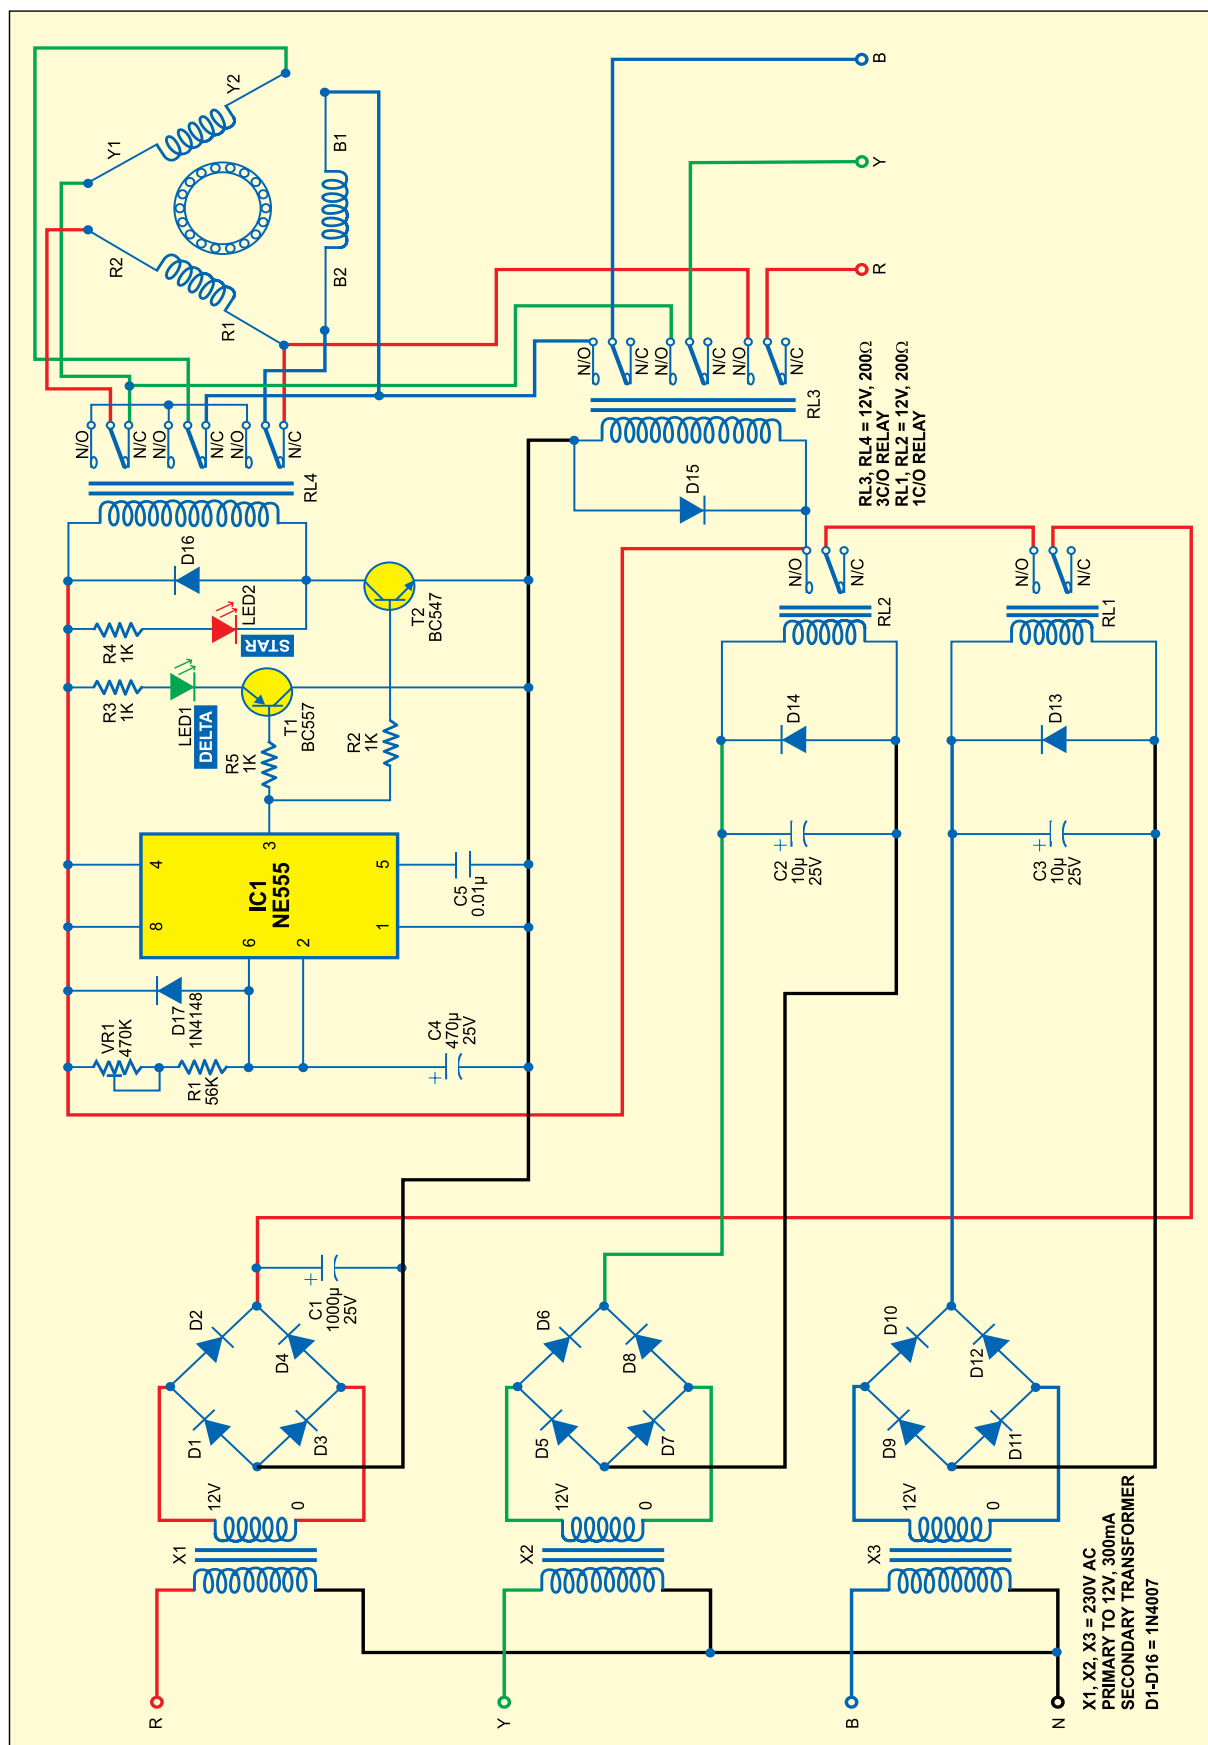 R
Y
B
N
X1
12V
0
X2
12V
0
X3
12V
0
X1, X2, X3 = 230V AC
PRIMARY TO 12V, 300mA
SECONDARY TRANSFORMER
D1-D16 = 1N4007
D1
D2
D3
D4
C1
1000µ
25V
D5
D6
D7
D8
D9
D10
D11
D12
VR1
470K
R1
56K
D17
1N4148
C4
470µ
25V
IC1
NE555
8
4
6
2
3
1
5
C5
0.01µ
R5
1K
R2
1K
R3
1K
LED1
DELTA
T1
BC557
R4
1K
LED2
STAR
T2
BC547
D16
RL4
N/O
N/C
N/O
N/C
N/O
N/C
R1
R2
Y1
Y2
B1
B2
C2
10µ
25V
D14
RL2
N/O
N/C
C3
10µ
25V
D13
RL1
N/O
N/C
D15
RL3
N/O
N/C
N/O
N/C
N/O
N/C
RL3, RL4 = 12V, 200Ω
3C/O RELAY
RL1, RL2 = 12V, 200Ω
1C/O RELAY
R
Y
B